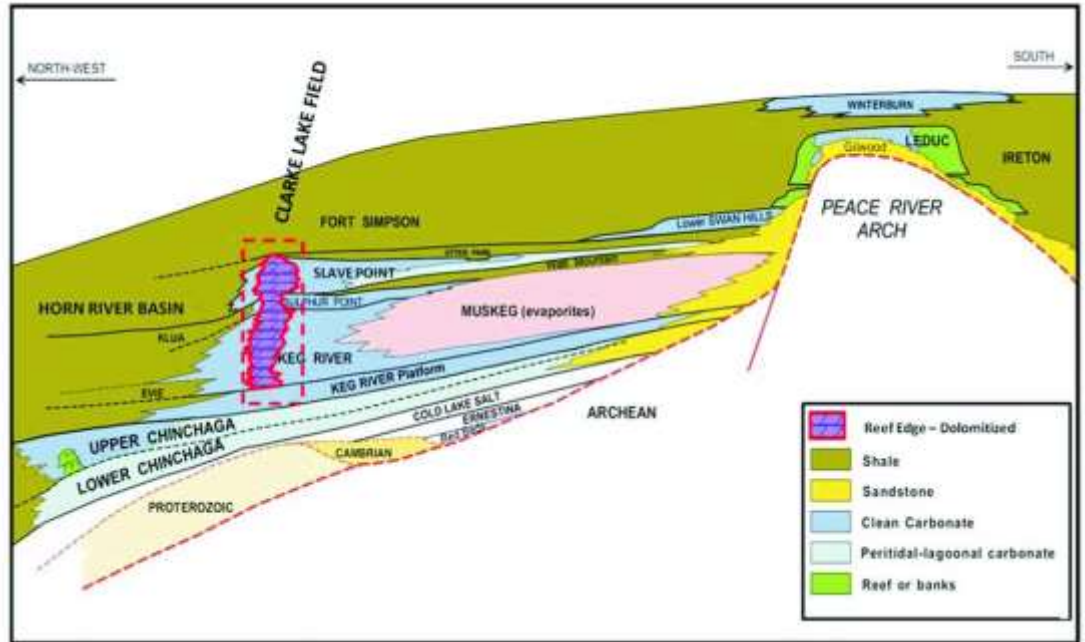 NORTH-WEST
SOUTH
CLARKE LAKE FIELD
WINTERBURN
LEDUC
Gilwood
IRETON
PEACE RIVER
ARCH
FORT SIMPSON
Lower SWAN HILLS
Watt Mountain
SLAVE POINT
SULPHUR POINT
HORN RIVER BASIN
MUSKEG (evaporites)
KLUA
KEG RIVER
KEG RIVER Platform
EVIE
UPPER CHINCHAGA
COLD LAKE SALT
ERNESTINA
ARCHEAN
LOWER CHINCHAGA
CAMBRIAN
PROTEROZOIC
Reef Edge – Dolomitized
Shale
Sandstone
Clean Carbonate
Peritidal-lagoonal carbonate
Reef or banks